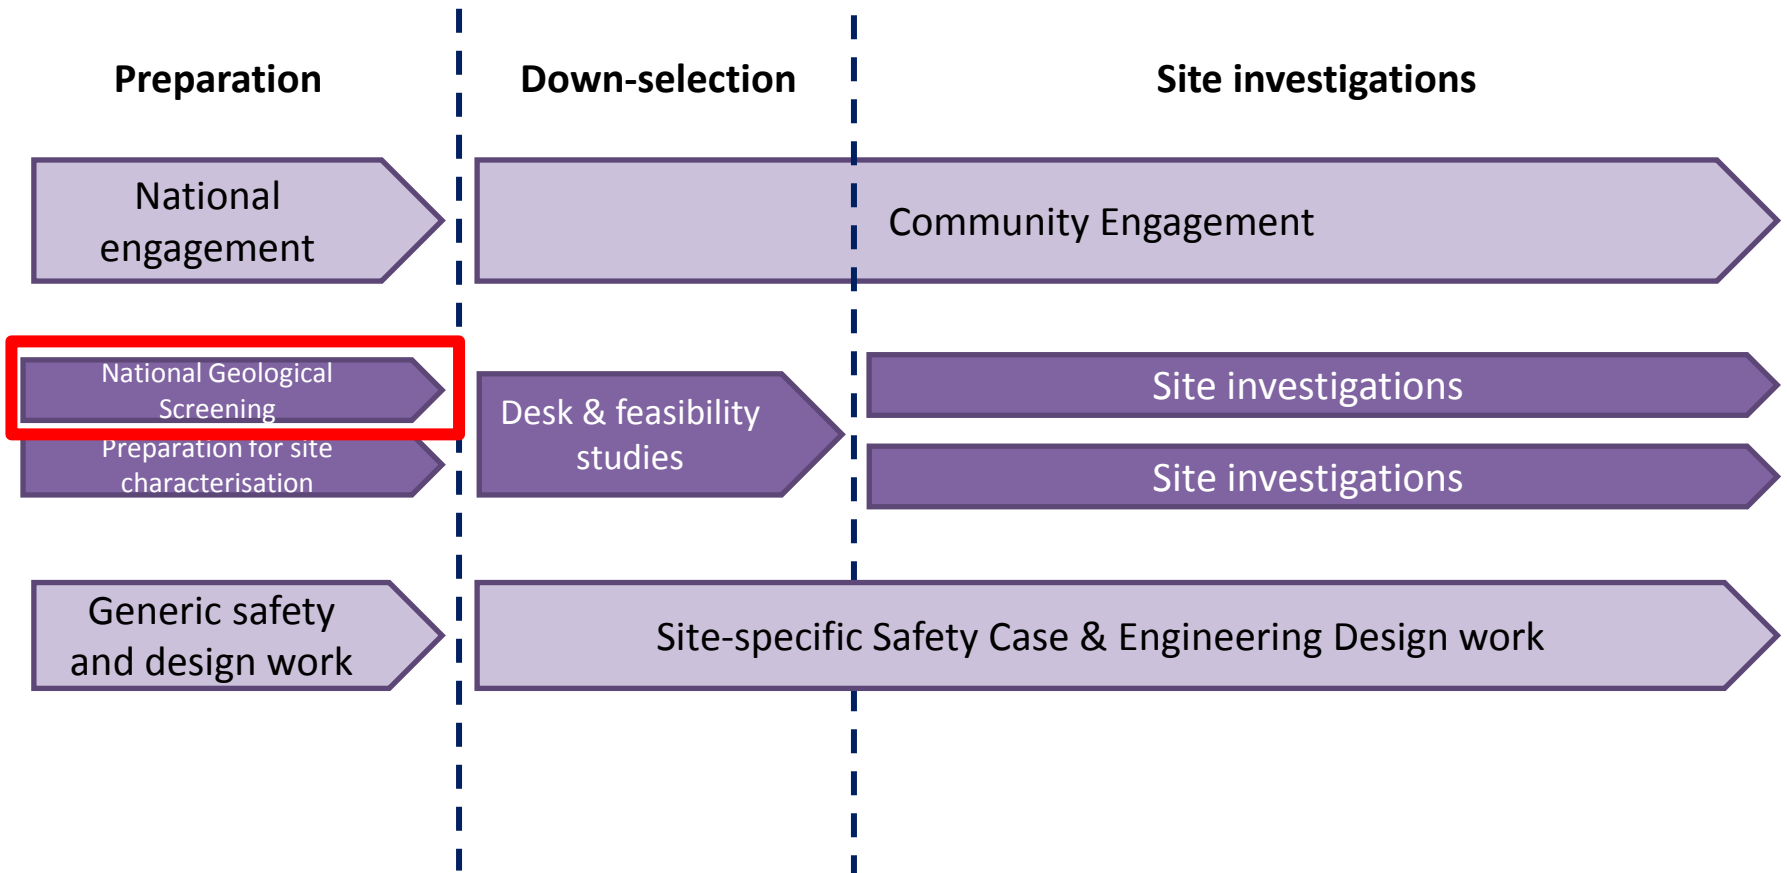 Preparation
Down-selection
Site investigations
National
engagement
Community Engagement
National Geological
Screening
Preparation for site
characterisation
Desk & feasibility
studies
Site investigations
Site investigations
Generic safety
and design work
Site-specific Safety Case & Engineering Design work